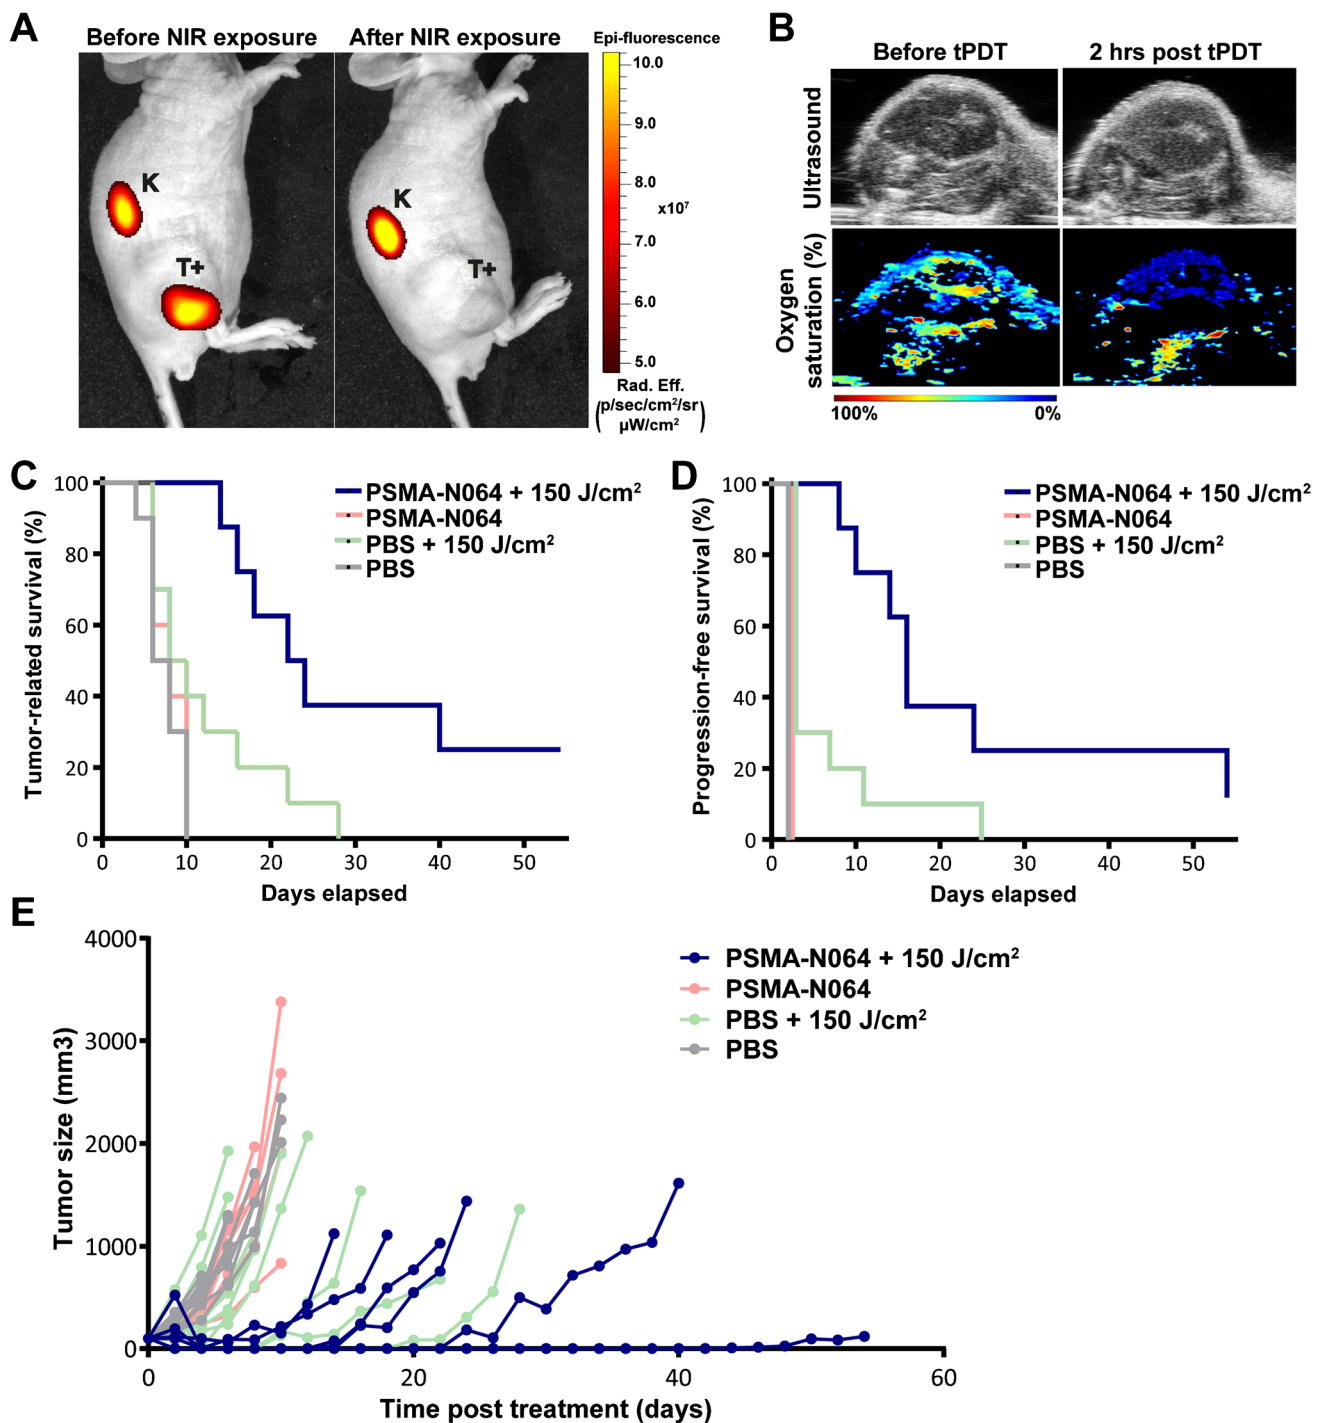 A
Before NIR exposure
After NIR exposure
Epi-fluorescence
K
T+
K
T+
10.0
9.0
8.0
x10⁷
7.0
6.0
5.0
Rad. Eff.
(p/sec/cm²/sr
µW/cm²)
B
Before tPDT
2 hrs post tPDT
Ultrasound
Oxygen
saturation (%)
100%
0%
C
Tumor-related survival (%)
100
80
60
40
20
0
0
10
20
30
40
50
Days elapsed
PSMA-N064 + 150 J/cm²
PSMA-N064
PBS + 150 J/cm²
PBS
D
Progression-free survival (%)
100
80
60
40
20
0
0
10
20
30
40
50
Days elapsed
PSMA-N064 + 150 J/cm²
PSMA-N064
PBS + 150 J/cm²
PBS
E
Tumor size (mm3)
4000
3000
2000
1000
0
0
20
40
60
Time post treatment (days)
PSMA-N064 + 150 J/cm²
PSMA-N064
PBS + 150 J/cm²
PBS